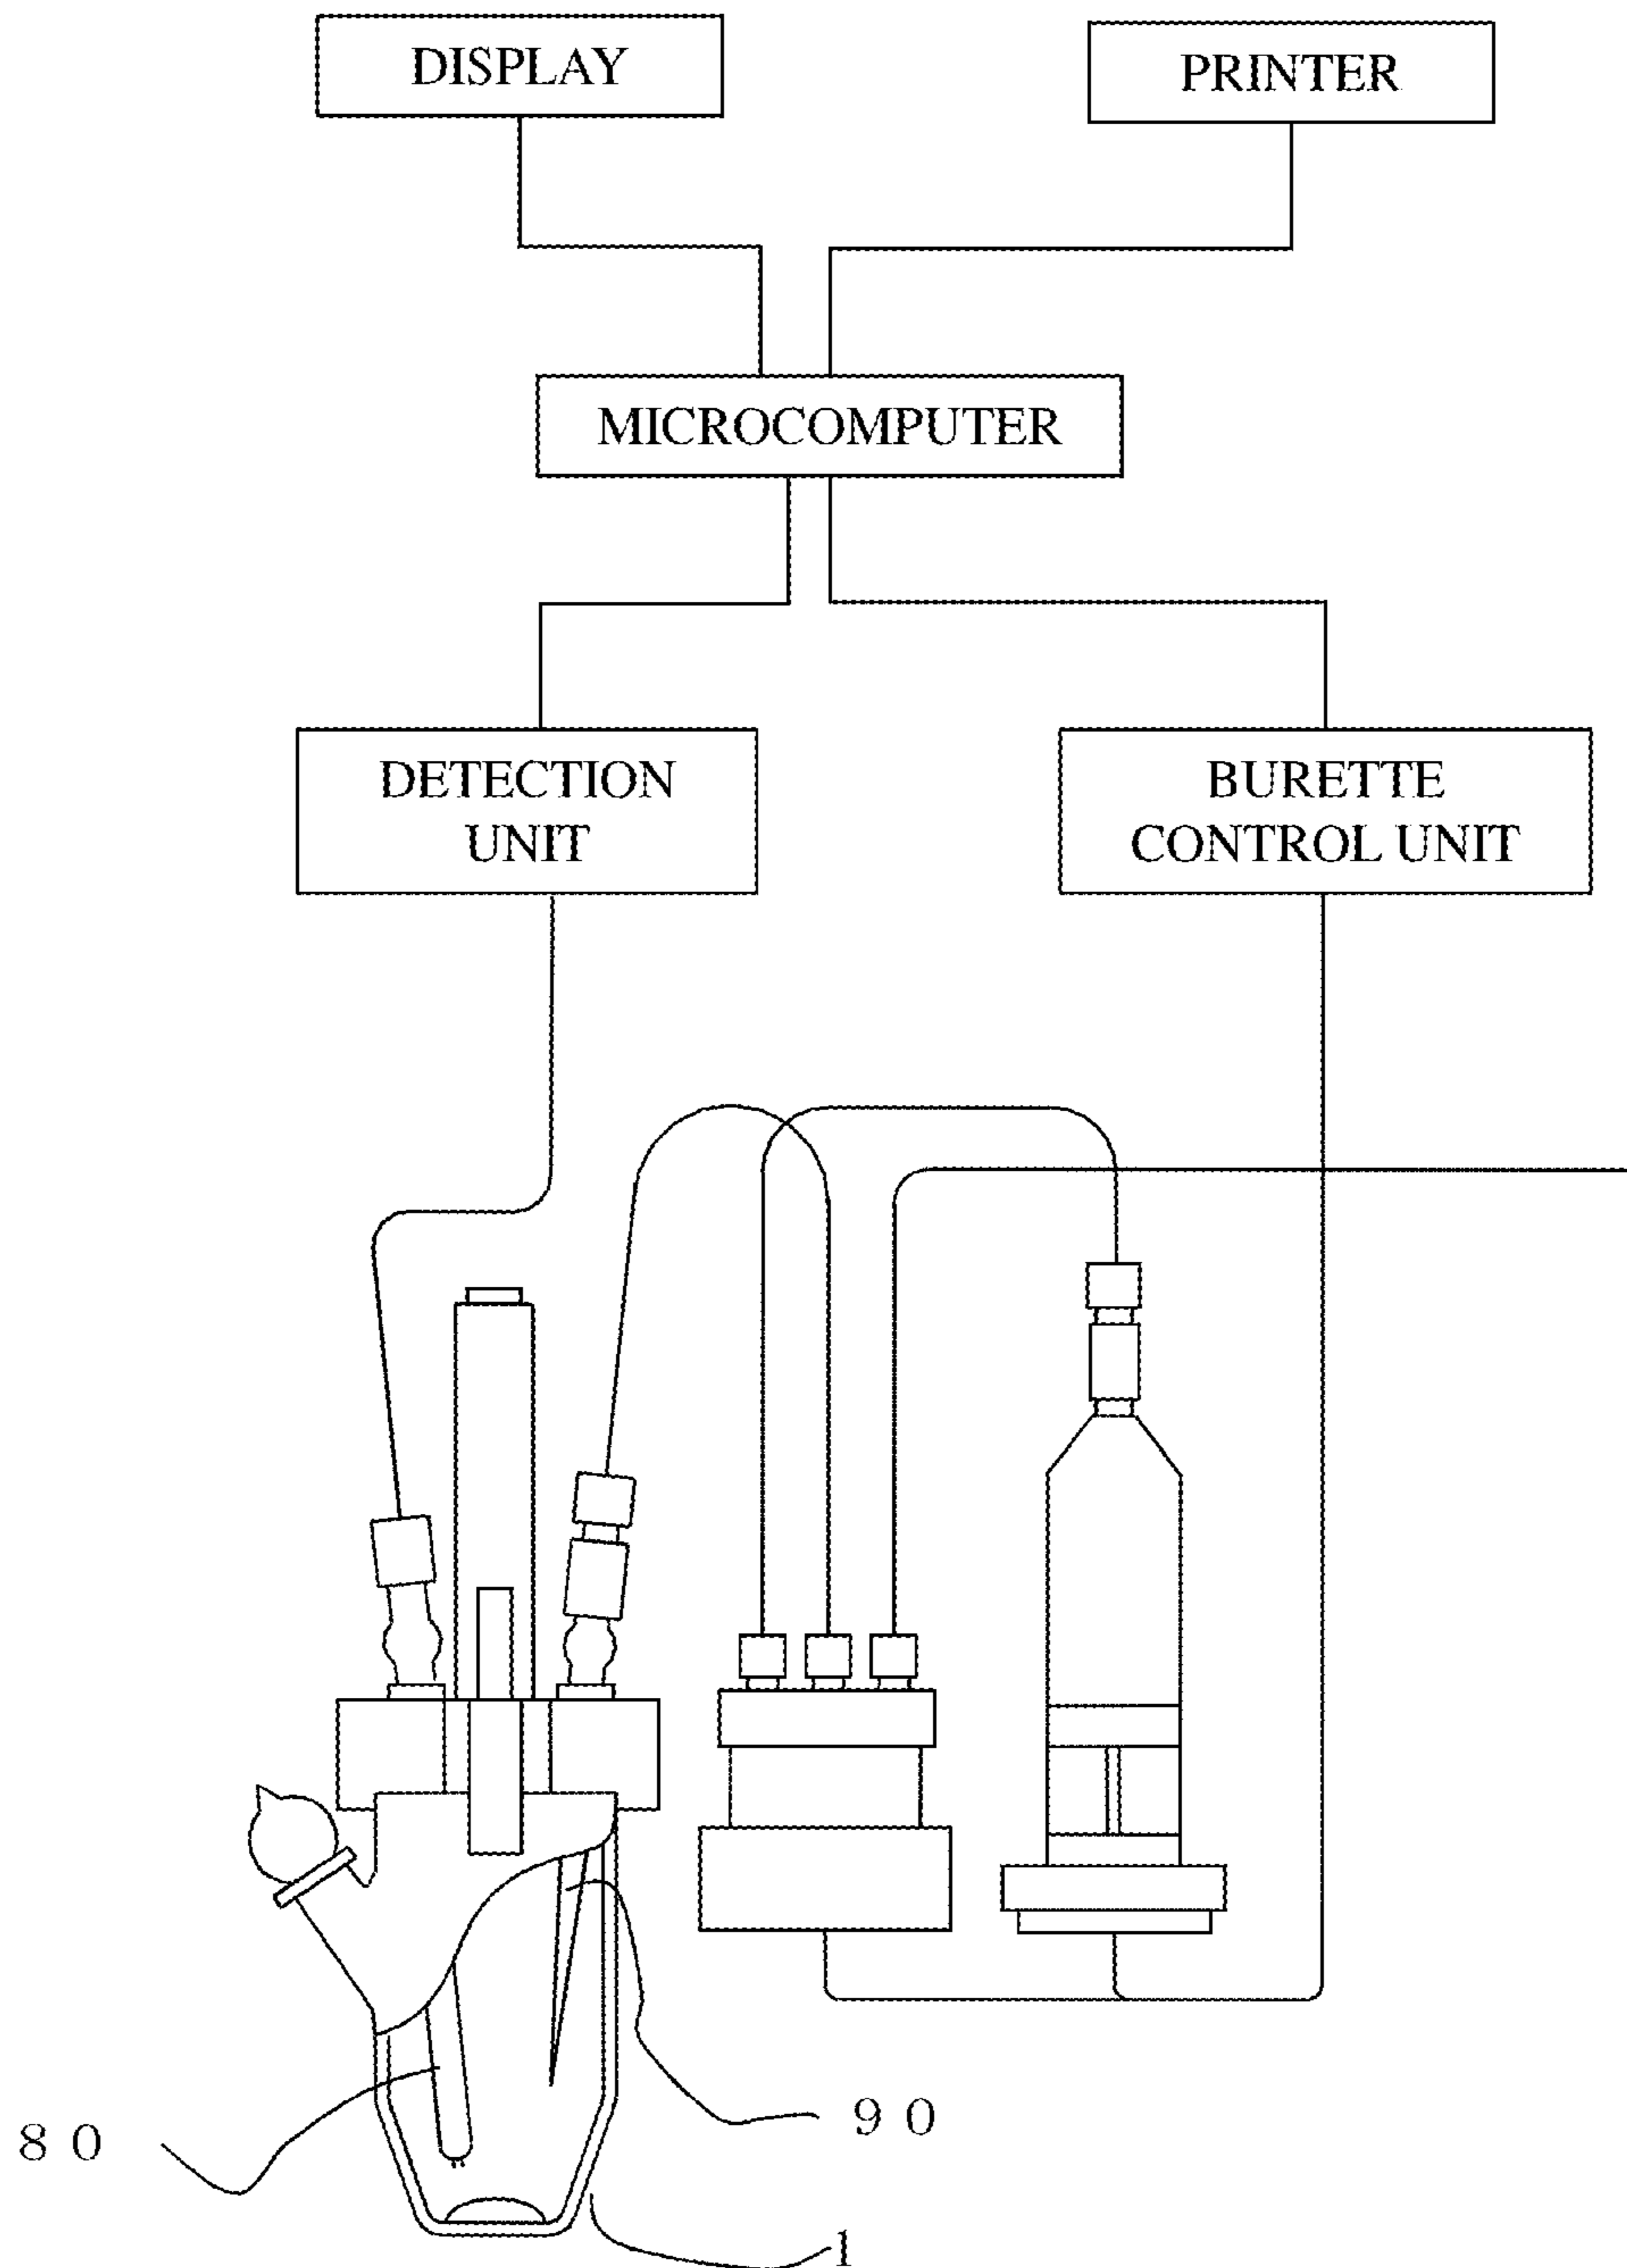 DISPLAY
PRINTER
MICROCOMPUTER
DETECTION
UNIT
BURETTE
CONTROL UNIT
90
80
1